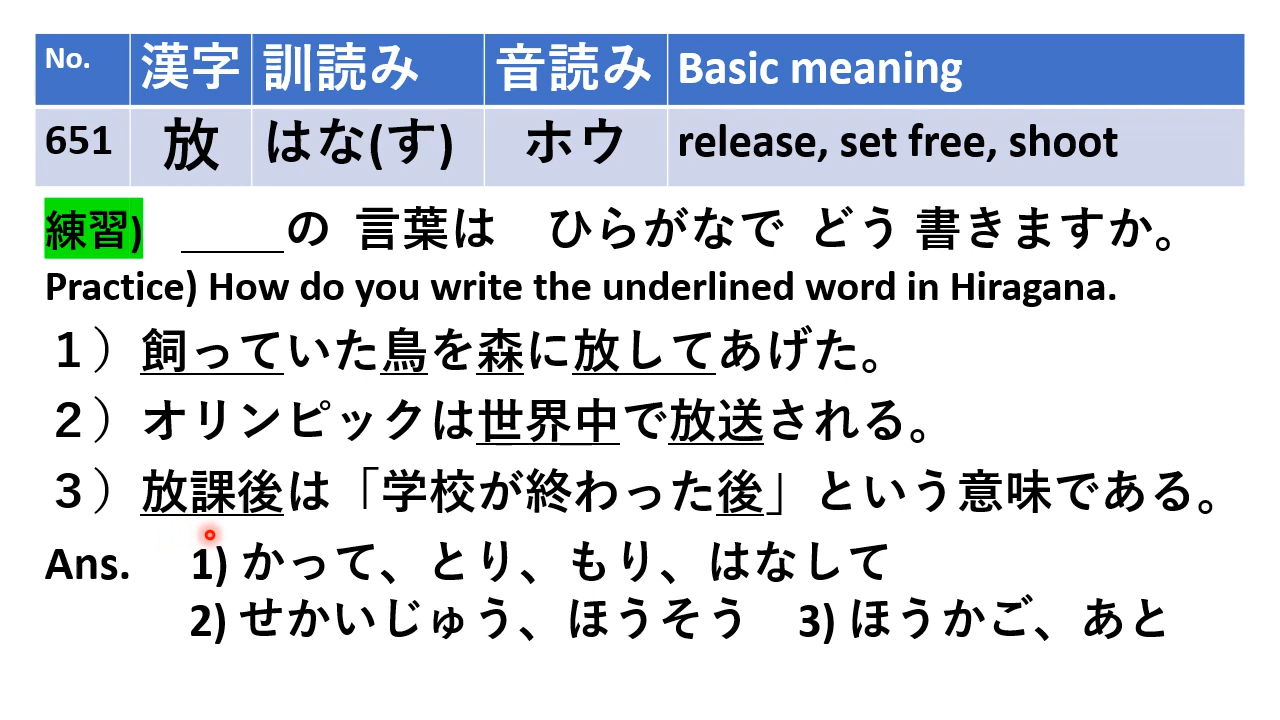 No. 漢字 訓読み 音読み Basic meaning
651 放 はな(す) ホウ release, set free, shoot
練習) ____の 言葉は ひらがなで どう 書きますか。
Practice) How do you write the underlined word in Hiragana.
１）飼っていた鳥を森に放してあげた。
２）オリンピックは世界中で放送される。
３）放課後は「学校が終わった後」という意味である。
Ans. 1) かって、とり、もり、はなして
2) せかいじゅう、ほうそう 3) ほうかご、あと